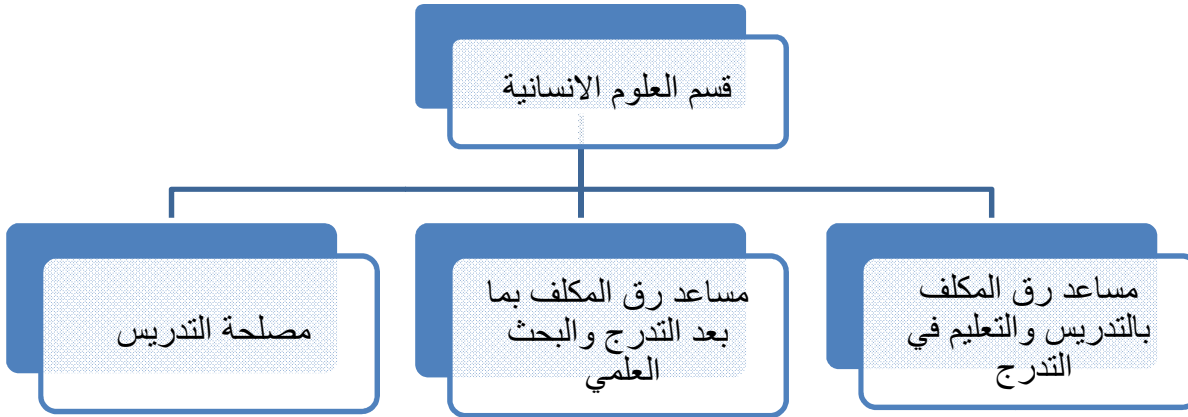 قسم العلوم الانسانية
مساعد رق المكلف
بالتدريس والتعليم في
التدرج
مساعد رق المكلف بما
بعد التدرج والبحث
العلمي
مصلحة التدريس